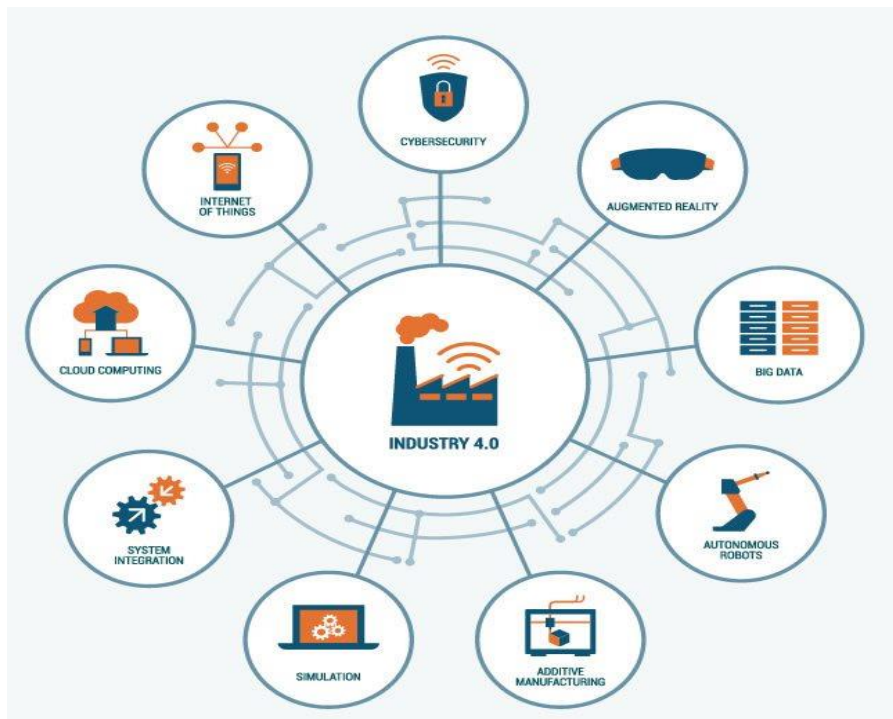 CYBERSECURITY
AUGMENTED REALITY
BIG DATA
AUTONOMOUS
ROBOTS
ADDITIVE
MANUFACTURING
SIMULATION
SYSTEM
INTEGRATION
CLOUD COMPUTING
INTERNET
OF THINGS
INDUSTRY 4.0